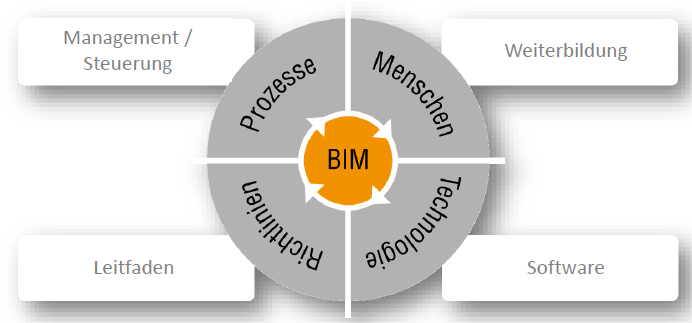 Management /
Steuerung
Weiterbildung
Prozesse
Menschen
BIM
Richtlinien
Technologie
Leitfaden
Software